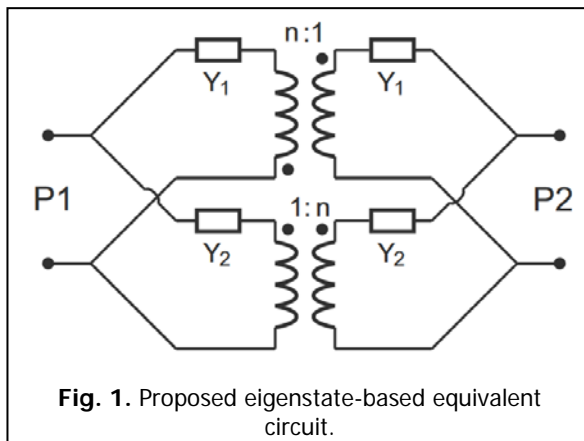 n:1
Y₁
Y₁
P1
P2
1:n
Y₂
Y₂
Fig. 1. Proposed eigenstate-based equivalent
circuit.